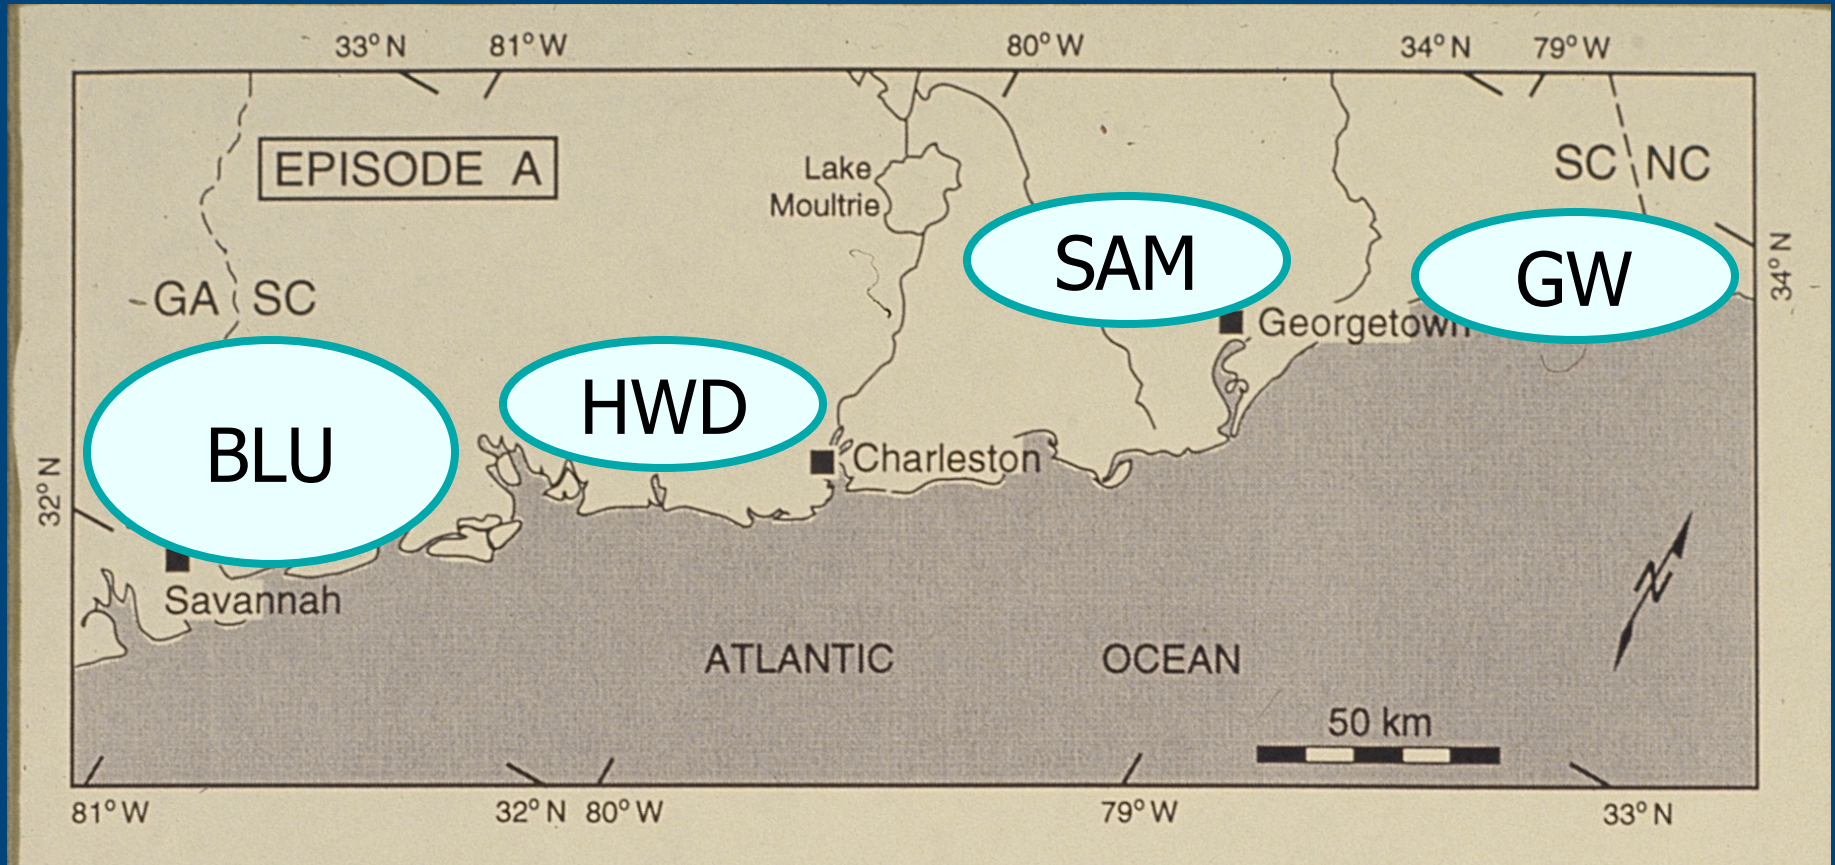 33° N 81° W 80° W 34° N 79° W
EPISODE A
Lake
Moultrie
SC NC
SAM
GW
34° N
GA SC
Georgetown
HWD
BLU
Charleston
32° N
Savannah
N
ATLANTIC OCEAN
50 km
81° W 32° N 80° W 79° W 33° N